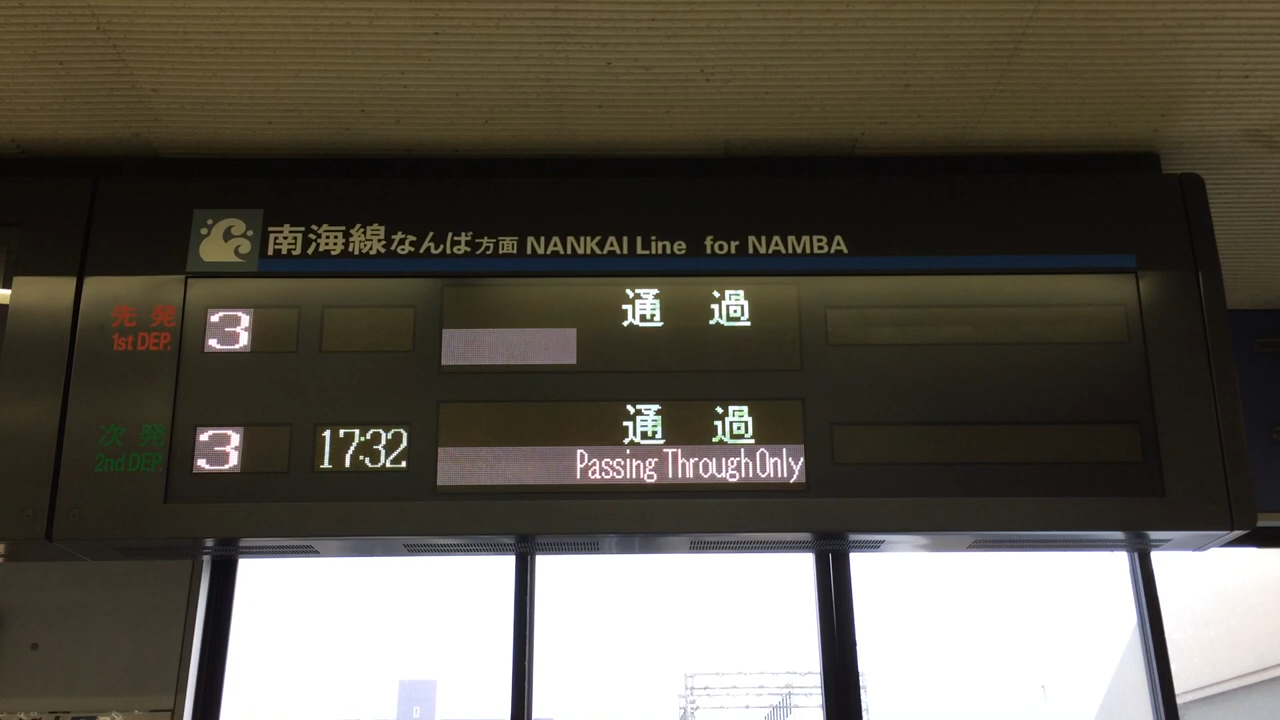 南海線なんば方面 NANKAI Line for NAMBA
先発 3 通過
1st DEP.
次発 3 17:32 通過
2nd DEP. Passing Through Only